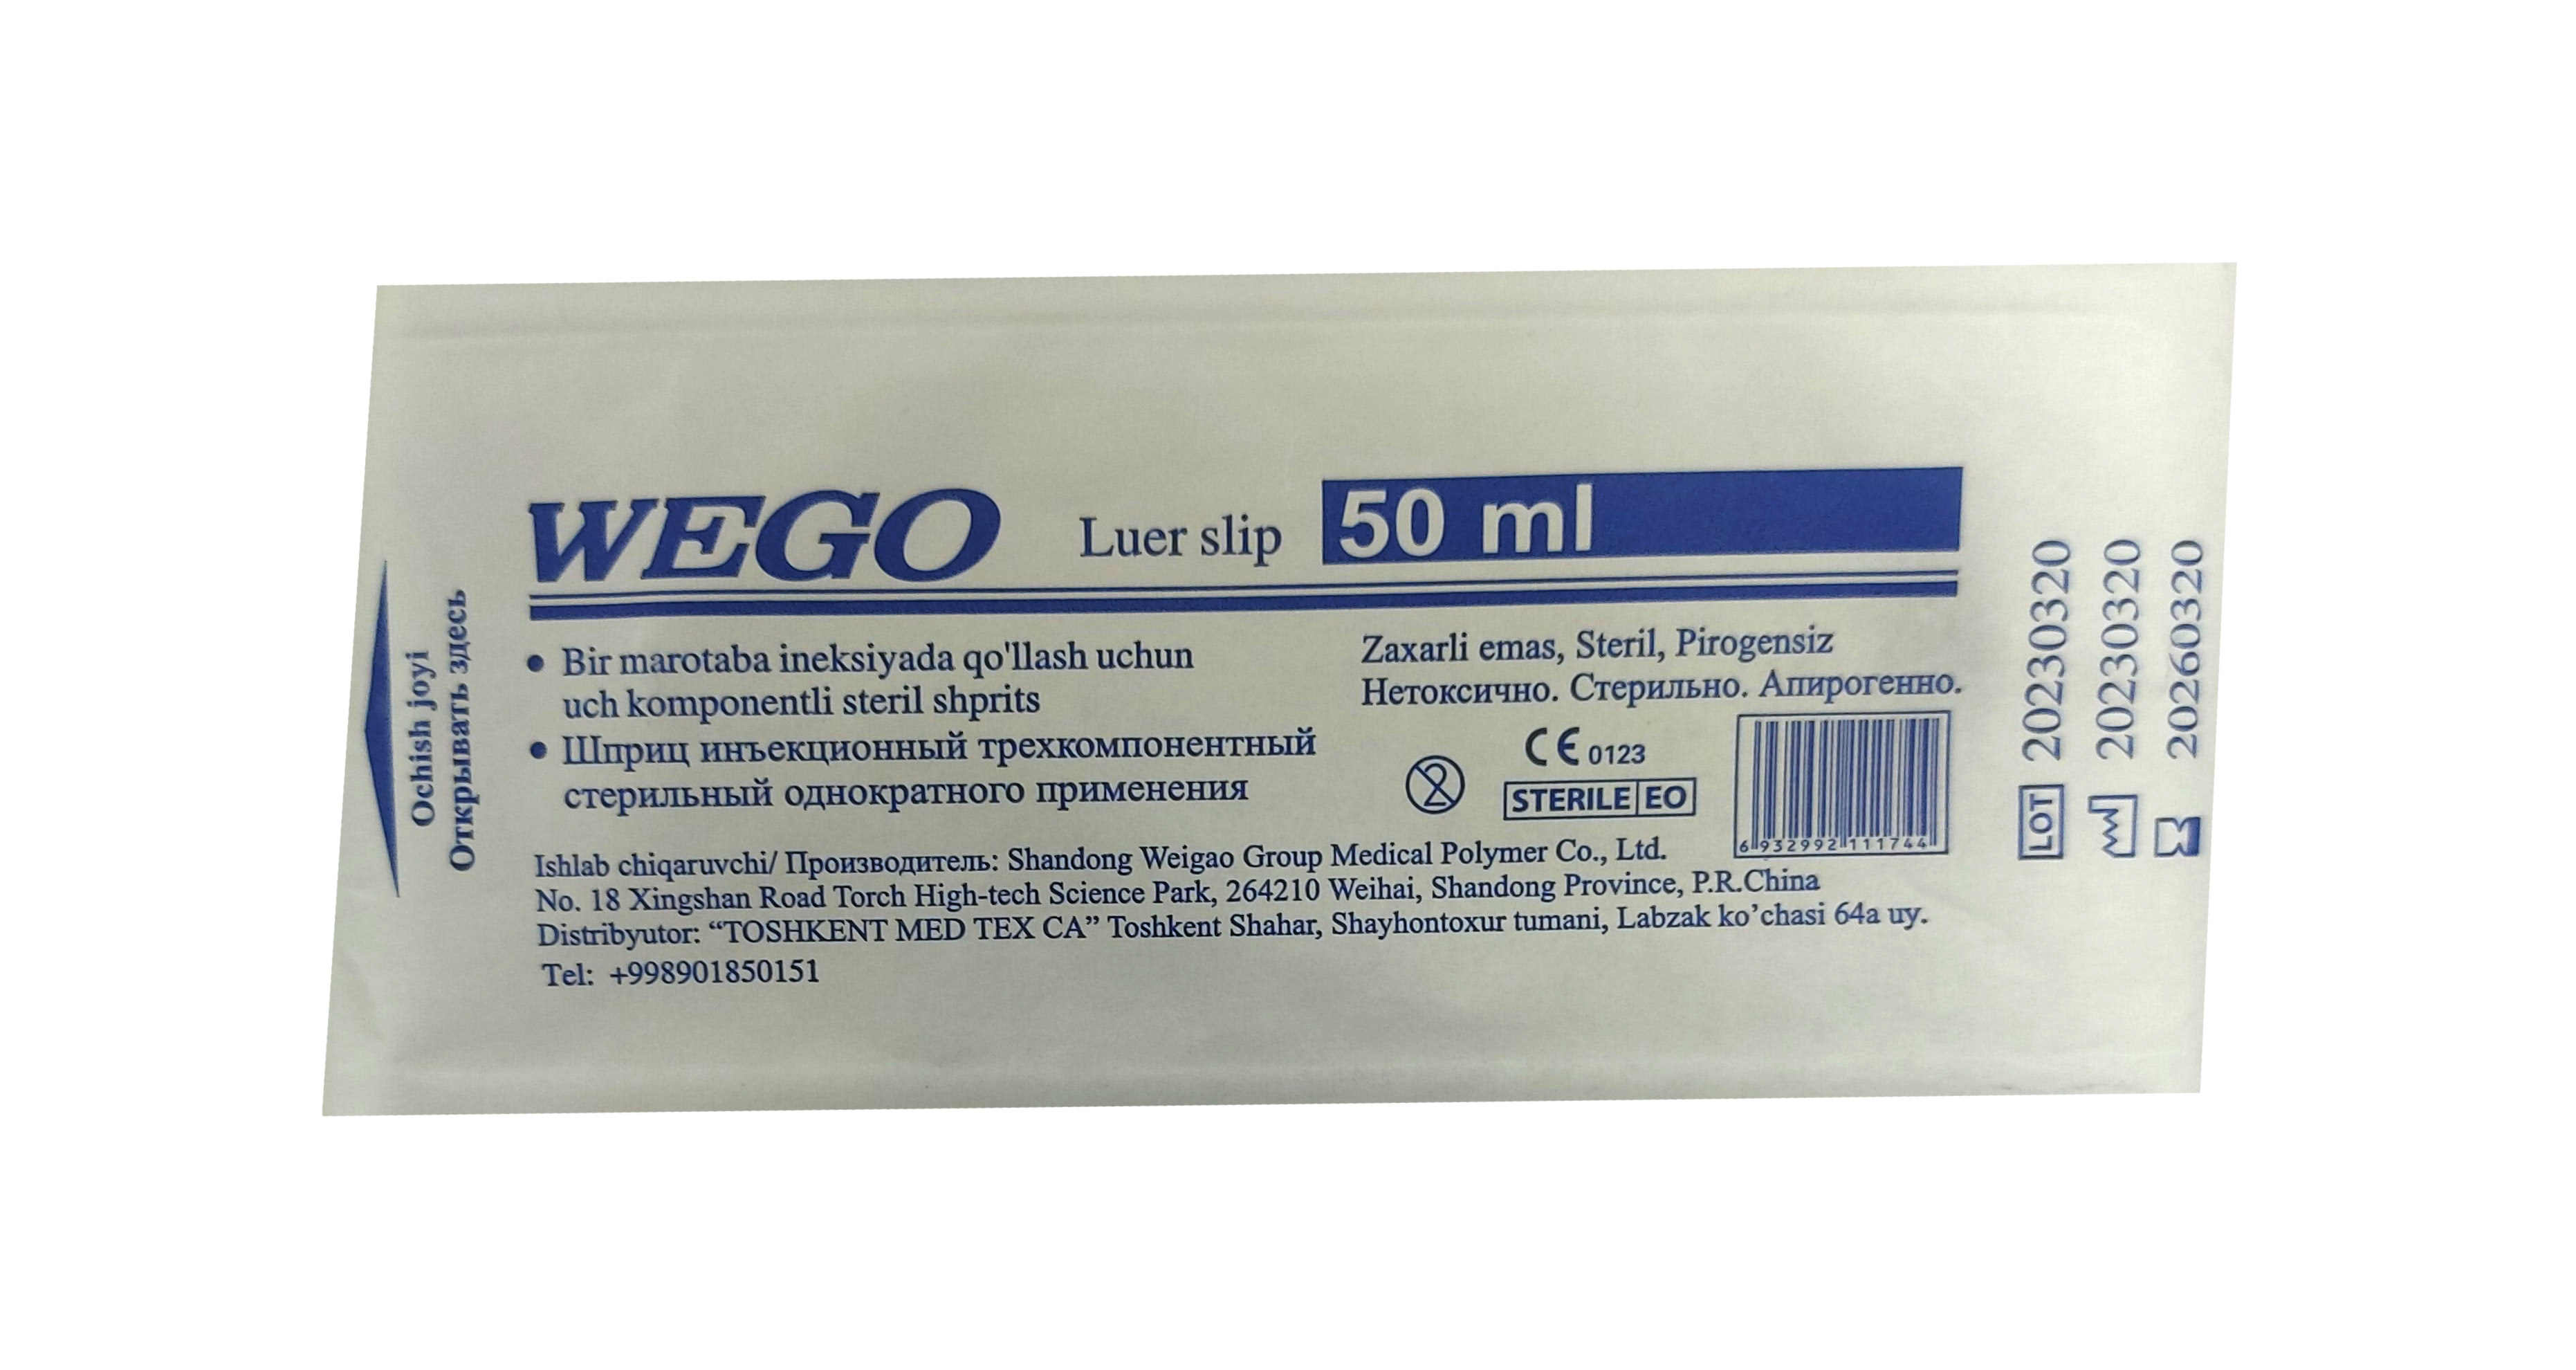 WEGO Luer slip 50 ml
• Bir marotaba ineksiyada qo'llash uchun
uch komponentli steril shprits
• Шприц инъекционный трехкомпонентный
стерильный однократного применения
Zaxarli emas, Steril, Pirogensiz
Нетоксично. Стерильно. Апирогенно.
2
CE 0123
STERILE EO
6932992111744
Ishlab chiqaruvchi/ Производитель: Shandong Weigao Group Medical Polymer Co., Ltd.
No. 18 Xingshan Road Torch High-tech Science Park, 264210 Weihai, Shandong Province, P.R.China
Distribyutor: “TOSHKENT MED TEX CA” Toshkent Shahar, Shayhontoxur tumani, Labzak ko’chasi 64a uy.
Tel: +998901850151
Ochish joyi
Открывать здесь
LOT 20230320
20230320
20260320